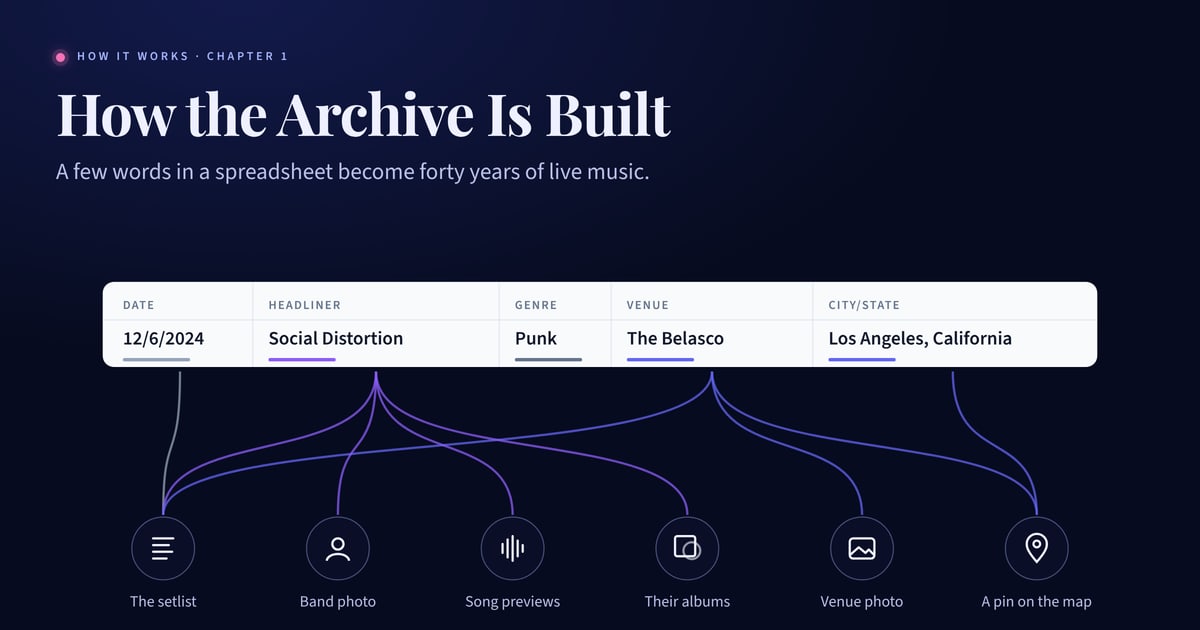 HOW IT WORKS · CHAPTER 1
How the Archive Is Built
A few words in a spreadsheet become forty years of live music.
DATE HEADLINER GENRE VENUE CITY/STATE
12/6/2024 Social Distortion Punk The Belasco Los Angeles, California
The setlist Band photo Song previews Their albums Venue photo A pin on the map